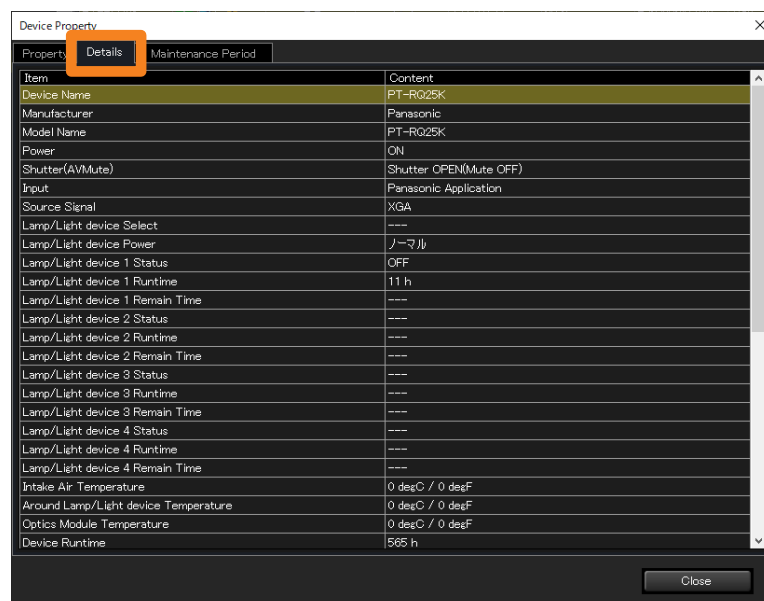 Device Property
Property Details Maintenance Period
Item Content
Device Name PT-RQ25K
Manufacturer Panasonic
Model Name PT-RQ25K
Power ON
Shutter(AVMute) Shutter OPEN(Mute OFF)
Input Panasonic Application
Source Signal XGA
Lamp/Light device Select ---
Lamp/Light device Power ノーマル
Lamp/Light device 1 Status OFF
Lamp/Light device 1 Runtime 11 h
Lamp/Light device 1 Remain Time ---
Lamp/Light device 2 Status ---
Lamp/Light device 2 Runtime ---
Lamp/Light device 2 Remain Time ---
Lamp/Light device 3 Status ---
Lamp/Light device 3 Runtime ---
Lamp/Light device 3 Remain Time ---
Lamp/Light device 4 Status ---
Lamp/Light device 4 Runtime ---
Lamp/Light device 4 Remain Time ---
Intake Air Temperature 0 degC / 0 degF
Around Lamp/Light device Temperature 0 degC / 0 degF
Optics Module Temperature 0 degC / 0 degF
Device Runtime 565 h
Close